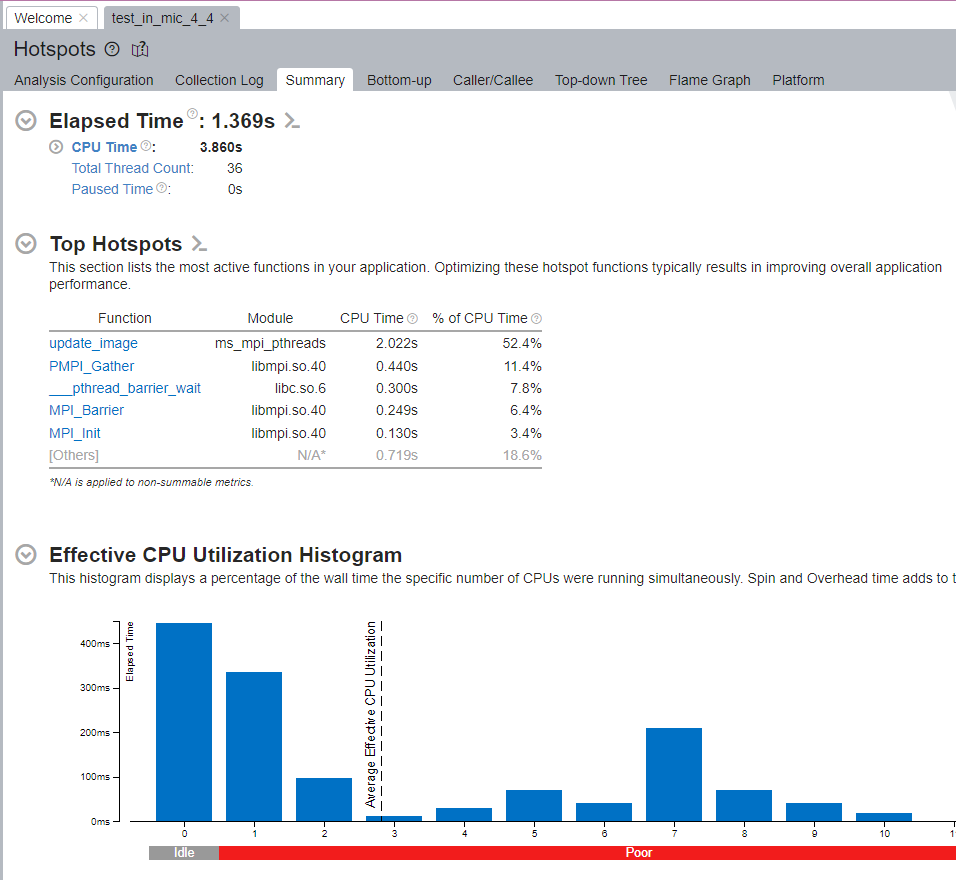 Welcome × test_in_mic_4_4 ×
Hotspots ? ?
Analysis Configuration Collection Log Summary Bottom-up Caller/Callee Top-down Tree Flame Graph Platform
Elapsed Time ?: 1.369s
CPU Time ?: 3.860s
Total Thread Count: 36
Paused Time ?: 0s
Top Hotspots
This section lists the most active functions in your application. Optimizing these hotspot functions typically results in improving overall application
performance.
Function Module CPU Time ? % of CPU Time ?
update_image ms_mpi_pthreads 2.022s 52.4%
PMPI_Gather libmpi.so.40 0.440s 11.4%
___pthread_barrier_wait libc.so.6 0.300s 7.8%
MPI_Barrier libmpi.so.40 0.249s 6.4%
MPI_Init libmpi.so.40 0.130s 3.4%
[Others] N/A* 0.719s 18.6%
*N/A is applied to non-summable metrics.
Effective CPU Utilization Histogram
This histogram displays a percentage of the wall time the specific number of CPUs were running simultaneously. Spin and Overhead time adds to
Elapsed Time
Average Effective CPU Utilization
400ms
300ms
200ms
100ms
0ms
0 1 2 3 4 5 6 7 8 9 10
Idle Poor